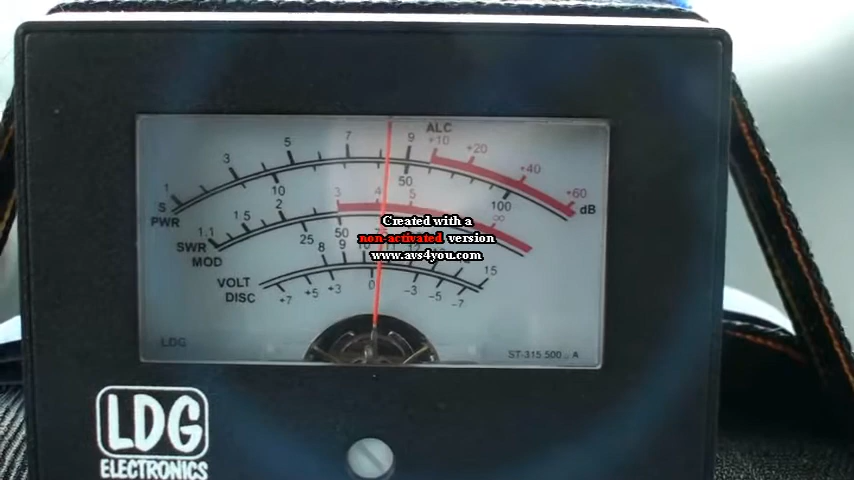 ALC
1 3 5 7 9 +10 +20 +40 +60
S
PWR 10 50 100 dB
1.1 1.5 2 3 4 5 ∞
SWR
MOD 25 50
Created with a
non-activated version
www.avs4you.com
VOLT 8 9 10 15
DISC +7 +5 +3 0 -3 -5 -7
LDG ST-315 500 A
LDG
ELECTRONICS